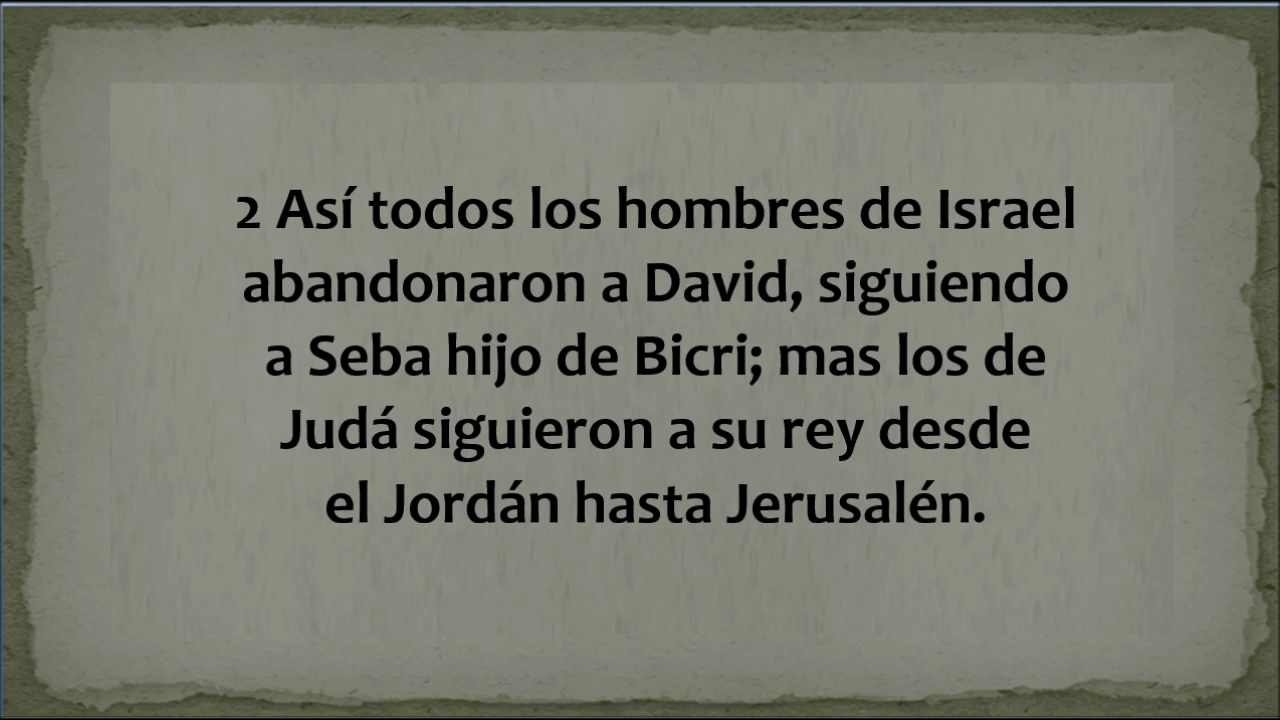 2 Así todos los hombres de Israel
abandonaron a David, siguiendo
a Seba hijo de Bicri; mas los de
Judá siguieron a su rey desde
el Jordán hasta Jerusalén.